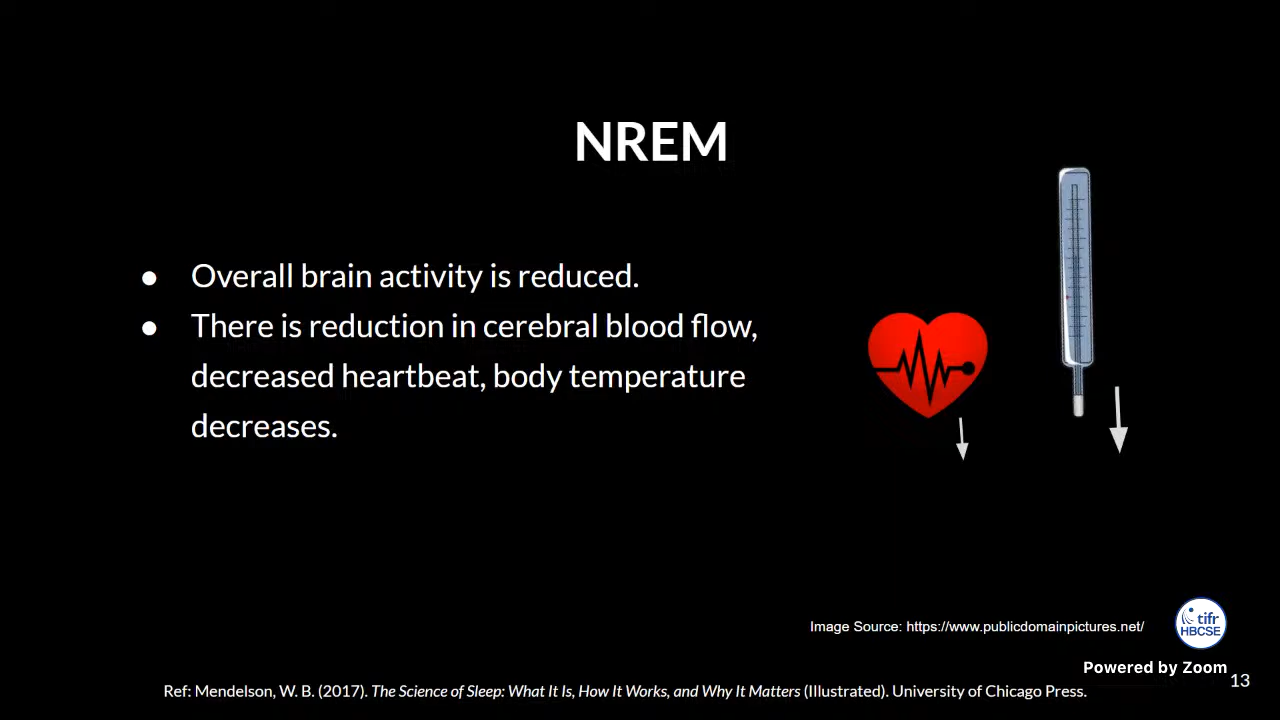 NREM
● Overall brain activity is reduced.
● There is reduction in cerebral blood flow,
decreased heartbeat, body temperature
decreases.
Image Source: https://www.publicdomainpictures.net/
tifr
HBCSE
Powered by Zoom
13
Ref: Mendelson, W. B. (2017). The Science of Sleep: What It Is, How It Works, and Why It Matters (Illustrated). University of Chicago Press.